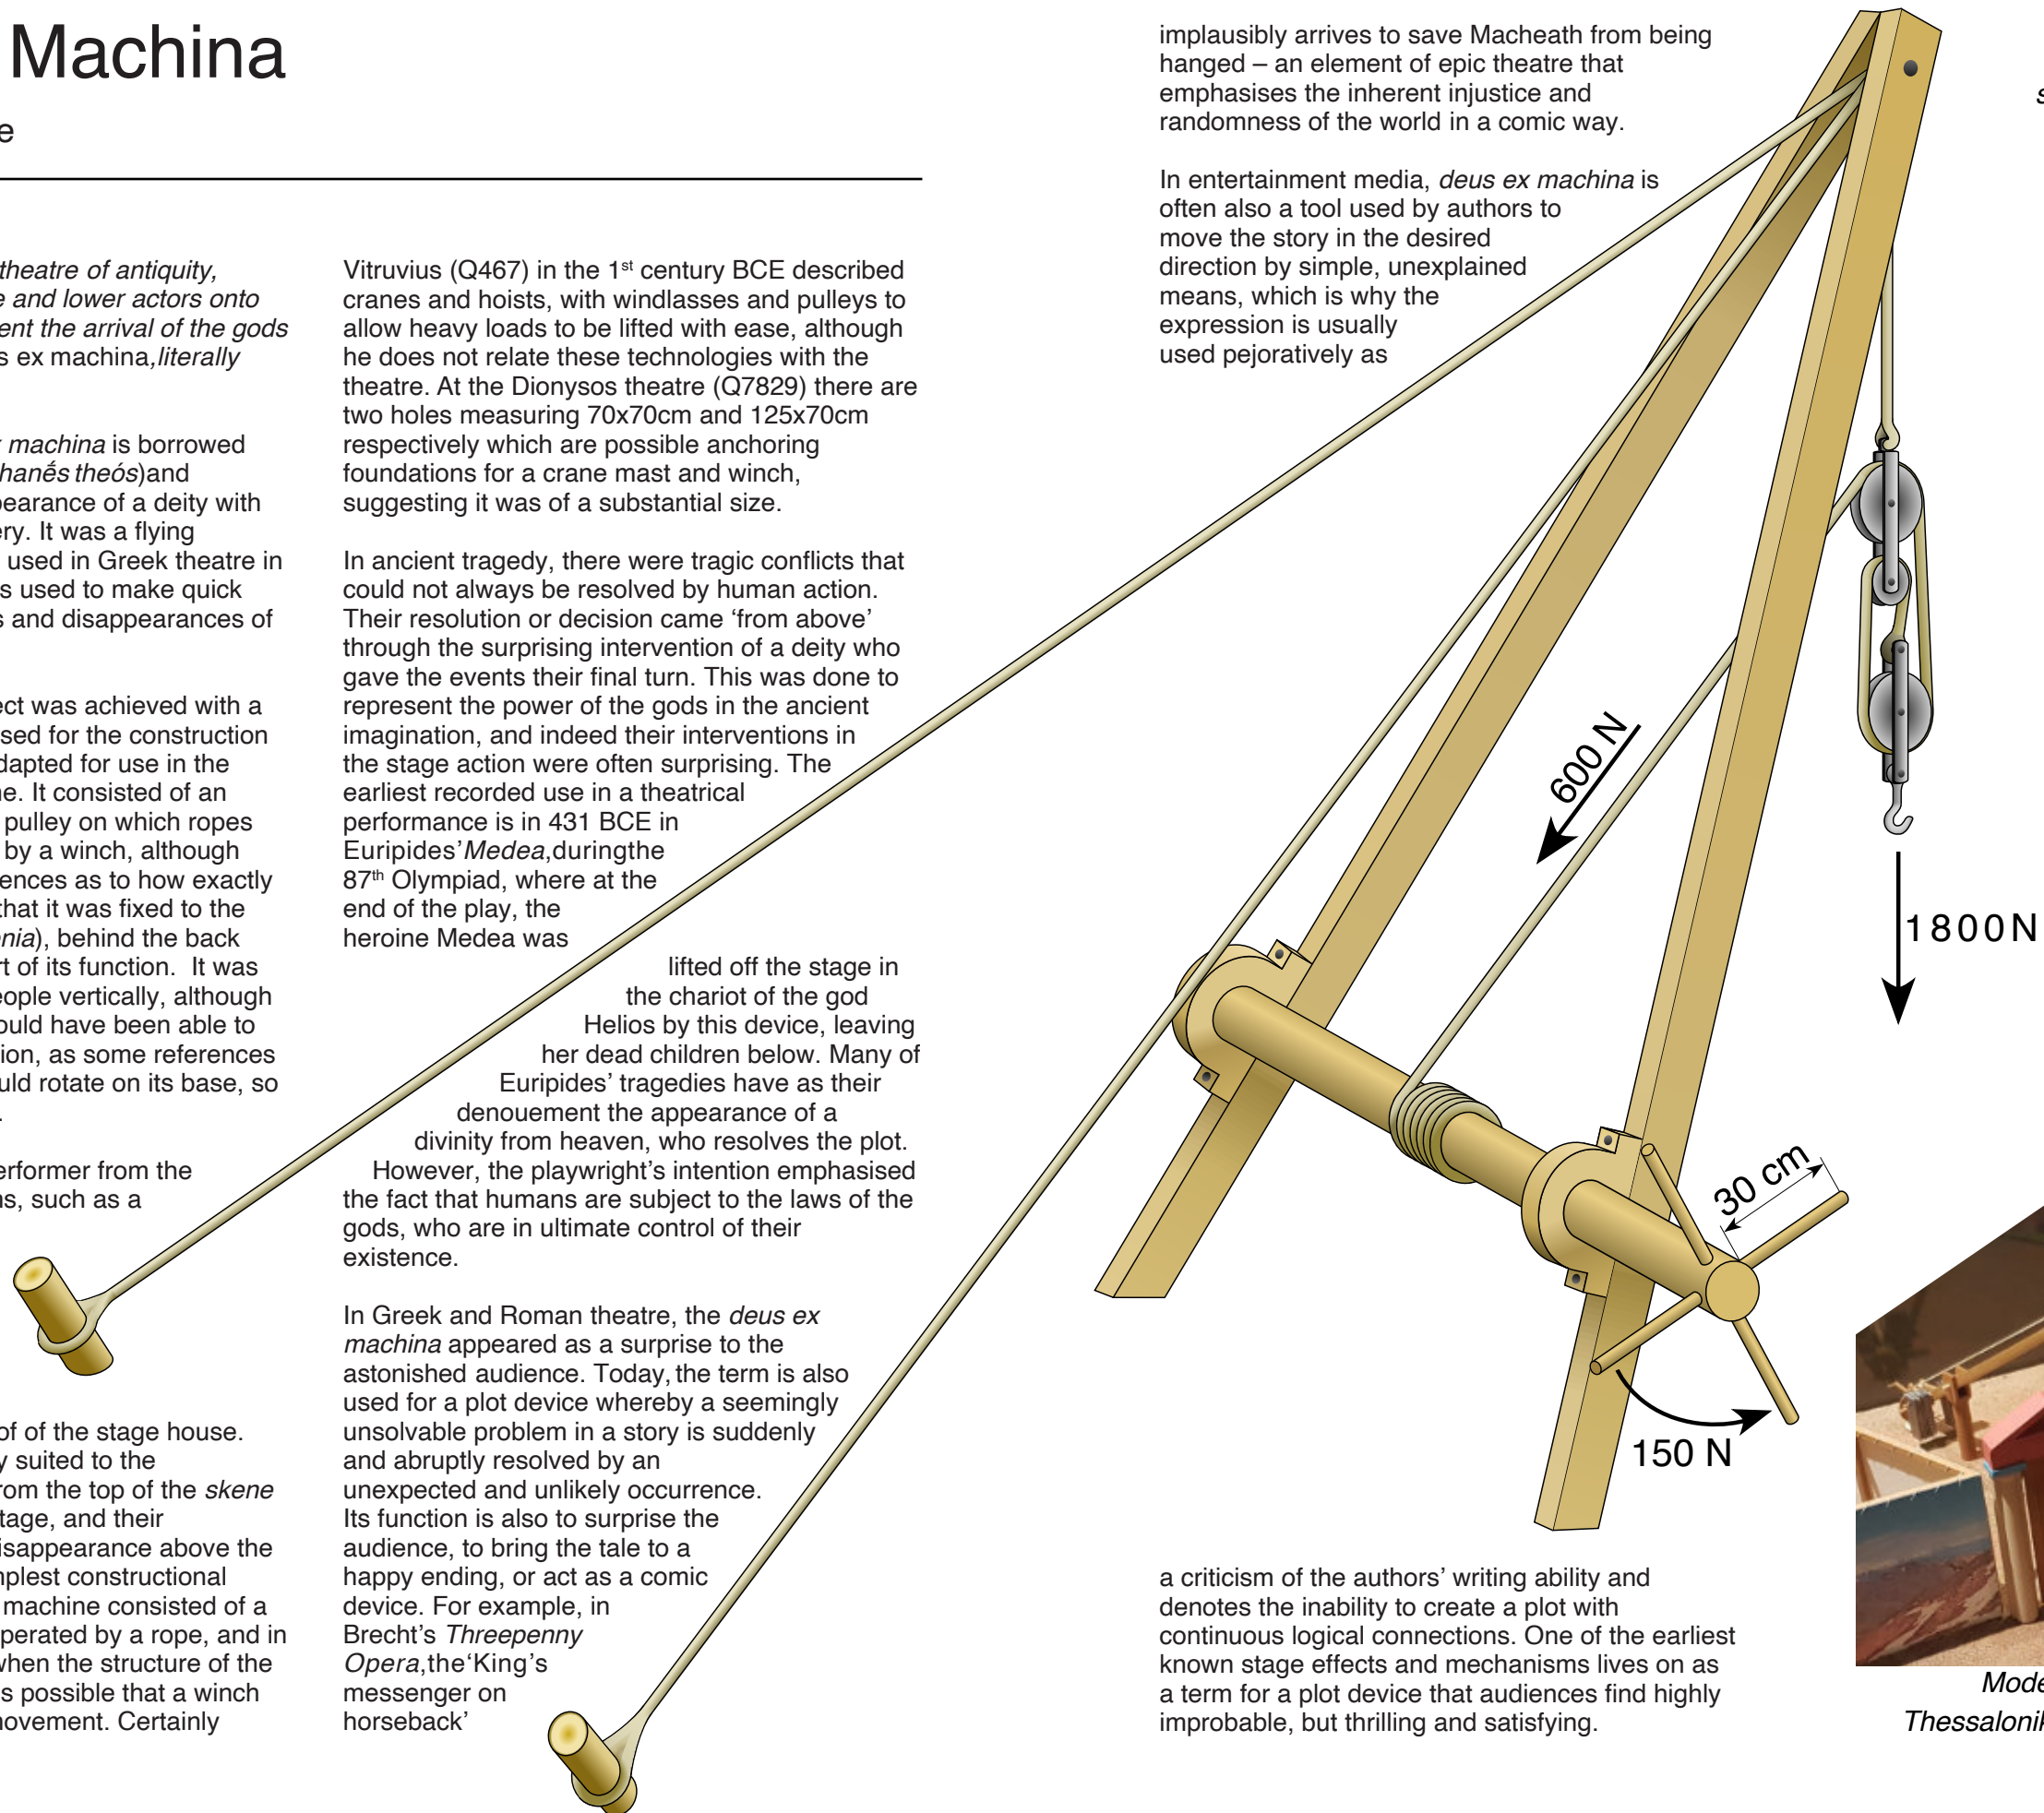 Machina
e
theatre of antiquity,
e and lower actors onto
ent the arrival of the gods
s ex machina,literally
machina is borrowed
hanḗs theós)and
pearance of a deity with
ery. It was a flying
used in Greek theatre in
s used to make quick
s and disappearances of
ect was achieved with a
sed for the construction
dapted for use in the
ne. It consisted of an
pulley on which ropes
by a winch, although
ences as to how exactly
that it was fixed to the
nia), behind the back
rt of its function. It was
eople vertically, although
ould have been able to
ion, as some references
uld rotate on its base, so
.
erformer from the
ns, such as a
of of the stage house.
y suited to the
from the top of the skene
tage, and their
isappearance above the
nplest constructional
machine consisted of a
perated by a rope, and in
when the structure of the
s possible that a winch
novement. Certainly
Vitruvius (Q467) in the 1st century BCE described
cranes and hoists, with windlasses and pulleys to
allow heavy loads to be lifted with ease, although
he does not relate these technologies with the
theatre. At the Dionysos theatre (Q7829) there are
two holes measuring 70x70cm and 125x70cm
respectively which are possible anchoring
foundations for a crane mast and winch,
suggesting it was of a substantial size.
In ancient tragedy, there were tragic conflicts that
could not always be resolved by human action.
Their resolution or decision came ‘from above’
through the surprising intervention of a deity who
gave the events their final turn. This was done to
represent the power of the gods in the ancient
imagination, and indeed their interventions in
the stage action were often surprising. The
earliest recorded use in a theatrical
performance is in 431 BCE in
Euripides’Medea,duringthe
87th Olympiad, where at the
end of the play, the
heroine Medea was
lifted off the stage in
the chariot of the god
Helios by this device, leaving
her dead children below. Many of
Euripides’ tragedies have as their
denouement the appearance of a
divinity from heaven, who resolves the plot.
However, the playwright’s intention emphasised
the fact that humans are subject to the laws of the
gods, who are in ultimate control of their
existence.
In Greek and Roman theatre, the deus ex
machina appeared as a surprise to the
astonished audience. Today, the term is also
used for a plot device whereby a seemingly
unsolvable problem in a story is suddenly
and abruptly resolved by an
unexpected and unlikely occurrence.
Its function is also to surprise the
audience, to bring the tale to a
happy ending, or act as a comic
device. For example, in
Brecht’s Threepenny
Opera,the‘King’s
messenger on
horseback’
implausibly arrives to save Macheath from being
hanged – an element of epic theatre that
emphasises the inherent injustice and
randomness of the world in a comic way.
In entertainment media, deus ex machina is
often also a tool used by authors to
move the story in the desired
direction by simple, unexplained
means, which is why the
expression is usually
used pejoratively as
a criticism of the authors’ writing ability and
denotes the inability to create a plot with
continuous logical connections. One of the earliest
known stage effects and mechanisms lives on as
a term for a plot device that audiences find highly
improbable, but thrilling and satisfying.
600 N
1800N
30 cm
150 N
s
Mode
Thessalonik